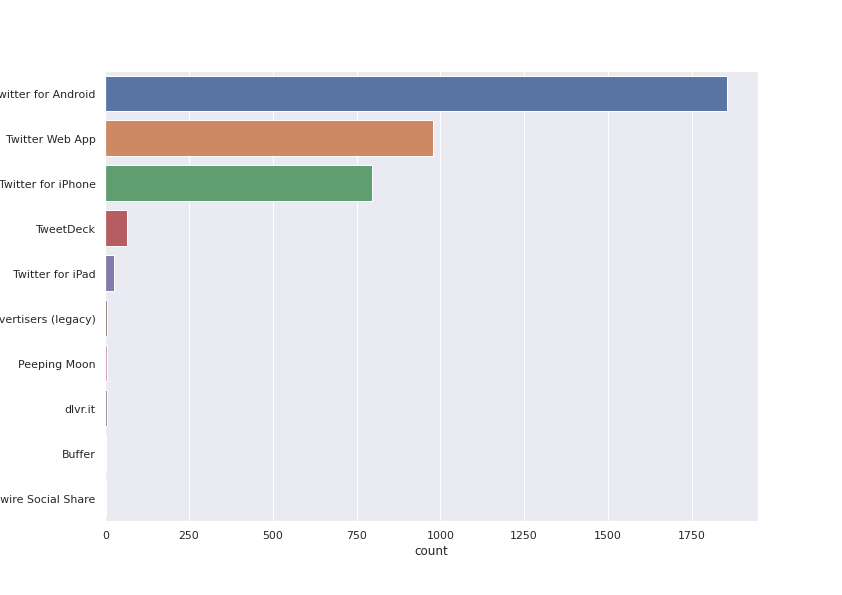 witter for Android
Twitter Web App
Twitter for iPhone
TweetDeck
Twitter for iPad
vertisers (legacy)
Peeping Moon
dlvr.it
Buffer
wire Social Share
0 250 500 750 1000 1250 1500 1750
count